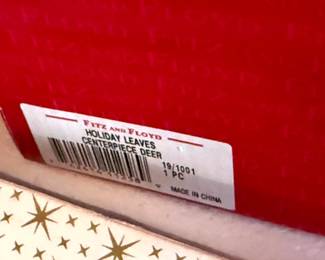 FITZ AND FLOYD
HOLIDAY LEAVES
CENTERPIECE DEER
19/1001
1 PC
MADE IN CHINA